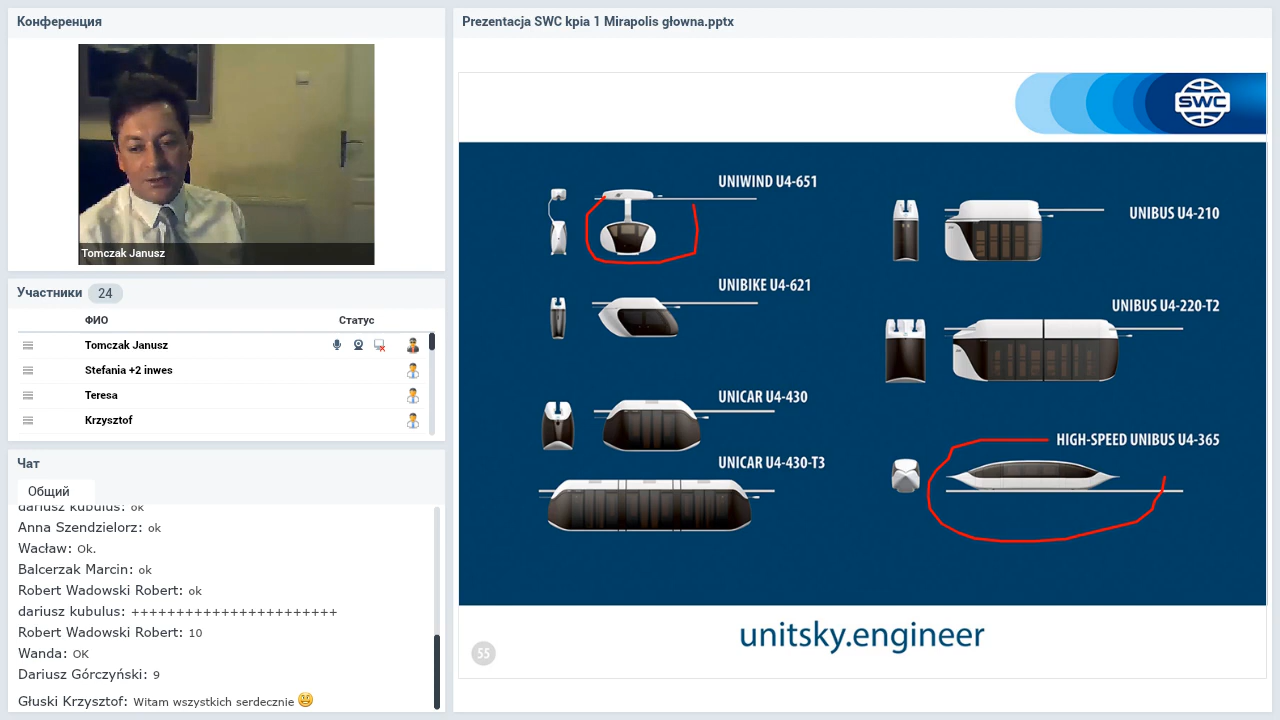 Конференция
Tomczak Janusz
Участники 24
ФИО Статус
Tomczak Janusz
Stefania +2 inwes
Teresa
Krzysztof
Чат
Общий
dariusz kubulus: ok
Anna Szendzielorz: ok
Wacław: Ok.
Balcerzak Marcin: ok
Robert Wadowski Robert: ok
dariusz kubulus: +++++++++++++++++++++++
Robert Wadowski Robert: 10
Wanda: OK
Dariusz Górczyński: 9
Głuski Krzysztof: Witam wszystkich serdecznie
Prezentacja SWC kpia 1 Mirapolis głowna.pptx
SWC
UNIWIND U4-651
UNIBIKE U4-621
UNICAR U4-430
UNICAR U4-430-T3
UNIBUS U4-210
UNIBUS U4-220-T2
HIGH-SPEED UNIBUS U4-365
unitsky.engineer
55